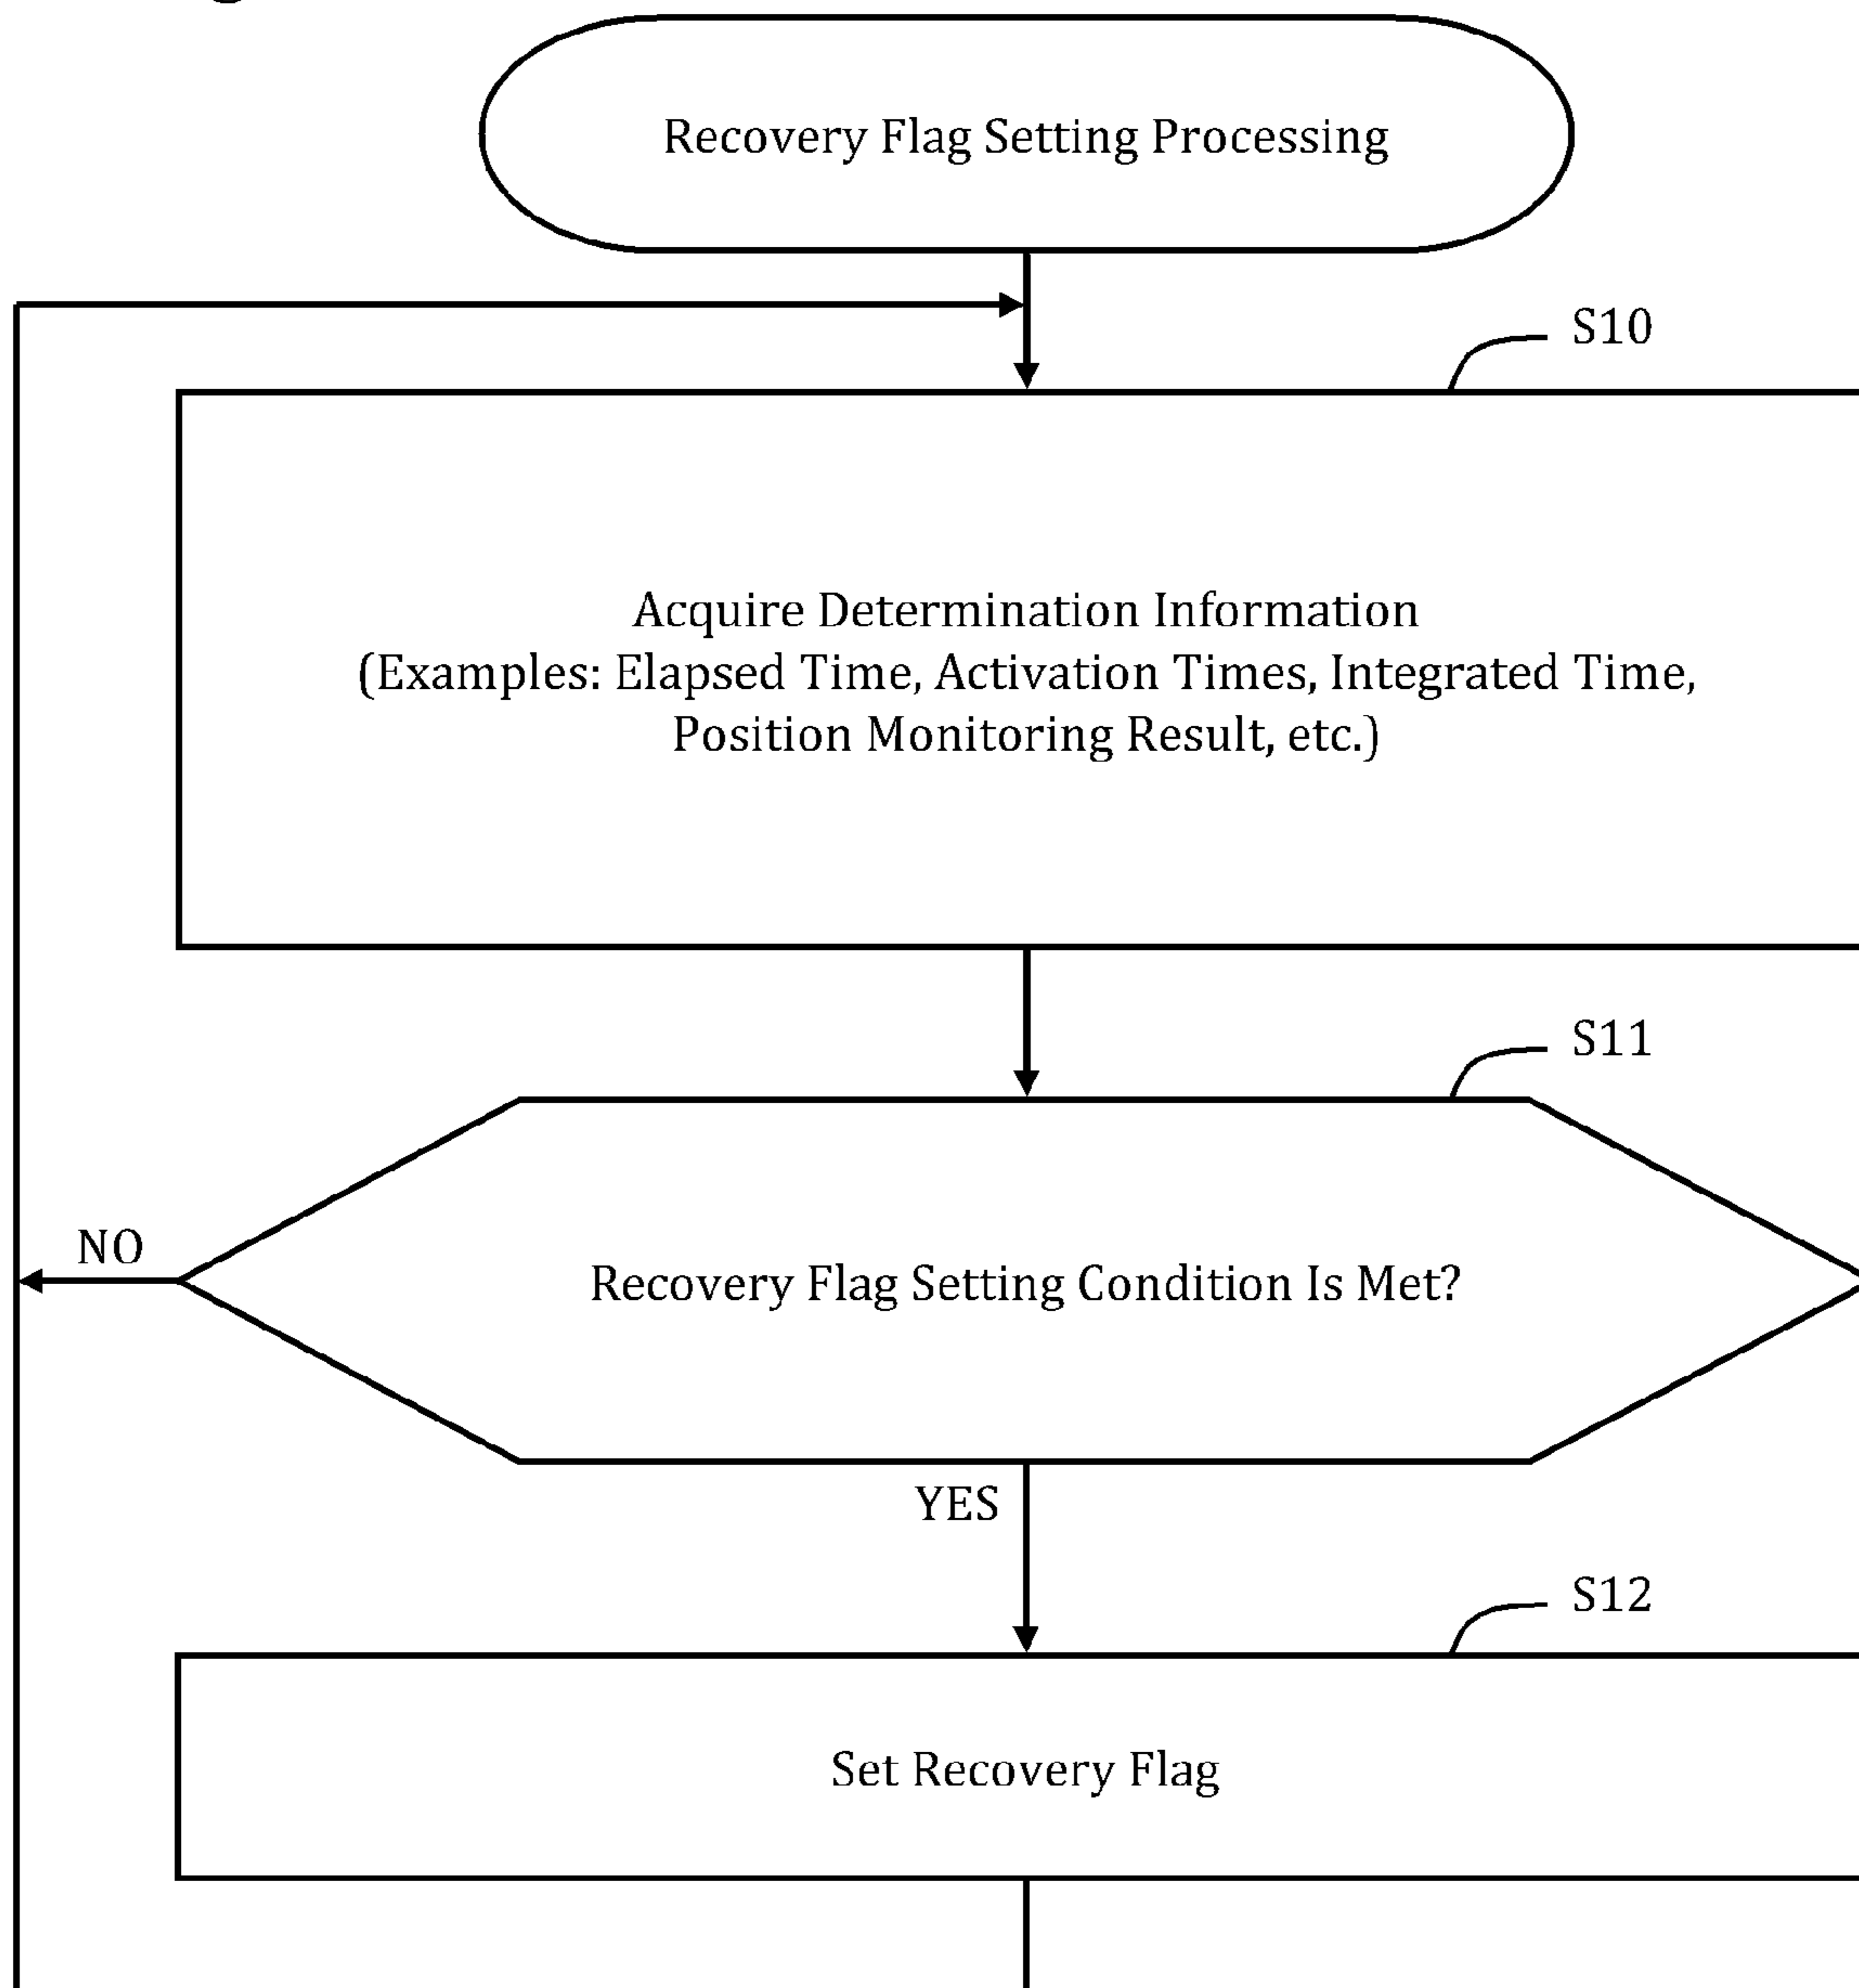 Recovery Flag Setting Processing
S10
Acquire Determination Information
(Examples: Elapsed Time, Activation Times, Integrated Time,
Position Monitoring Result, etc.)
S11
NO
Recovery Flag Setting Condition Is Met?
YES
S12
Set Recovery Flag